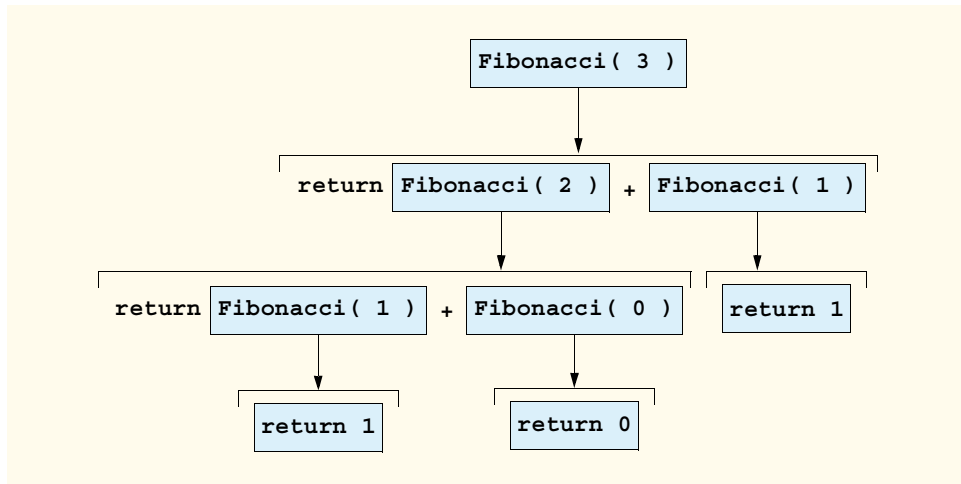 Fibonacci( 3 )
return Fibonacci( 2 ) + Fibonacci( 1 )
return Fibonacci( 1 ) + Fibonacci( 0 ) return 1
return 1 return 0